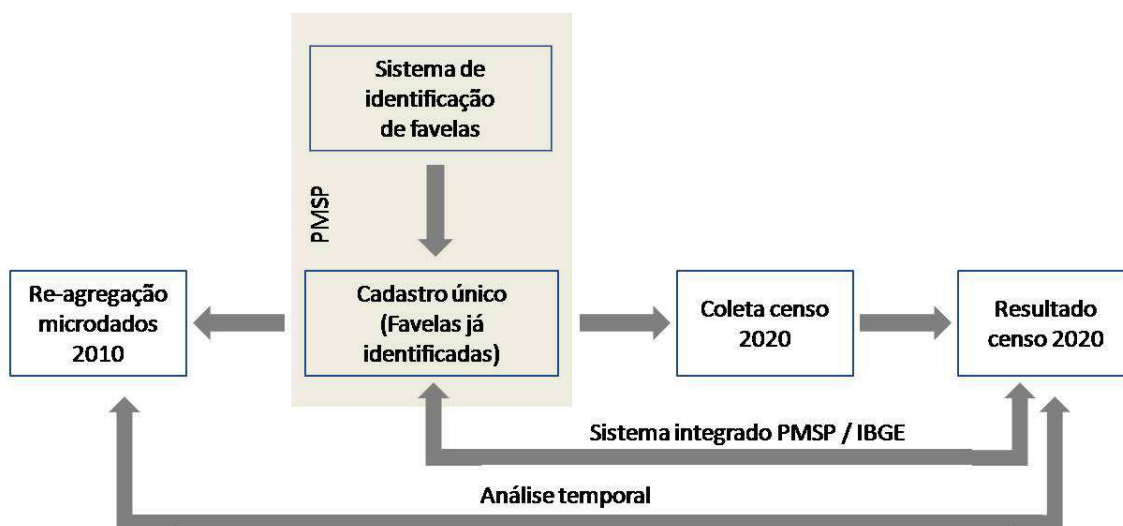 Sistema de
identificação
de favelas
PMSP
Re-agregação
microdados
2010
Cadastro único
(Favelas já
identificadas)
Coleta censo
2020
Resultado
censo 2020
Sistema integrado PMSP / IBGE
Análise temporal